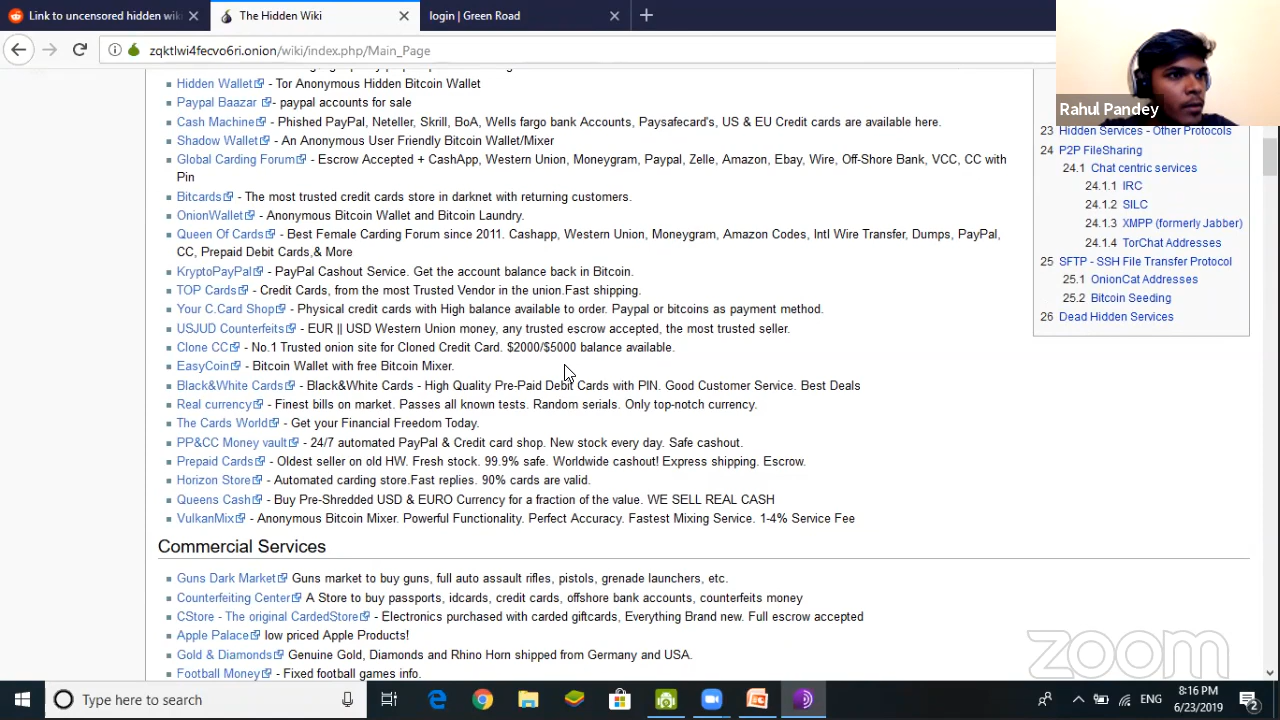 Link to uncensored hidden wiki
The Hidden Wiki
login | Green Road
zqktlwi4fecvo6ri.onion/wiki/index.php/Main_Page
Rahul Pandey
Hidden Wallet - Tor Anonymous Hidden Bitcoin Wallet
Paypal Baazar - paypal accounts for sale
Cash Machine - Phished PayPal, Neteller, Skrill, BoA, Wells fargo bank Accounts, Paysafecard's, US & EU Credit cards are available here.
Shadow Wallet - An Anonymous User Friendly Bitcoin Wallet/Mixer
Global Carding Forum - Escrow Accepted + CashApp, Western Union, Moneygram, Paypal, Zelle, Amazon, Ebay, Wire, Off-Shore Bank, VCC, CC with
Pin
Bitcards - The most trusted credit cards store in darknet with returning customers.
OnionWallet - Anonymous Bitcoin Wallet and Bitcoin Laundry.
Queen Of Cards - Best Female Carding Forum since 2011. Cashapp, Western Union, Moneygram, Amazon Codes, Intl Wire Transfer, Dumps, PayPal,
CC, Prepaid Debit Cards,& More
KryptoPayPal - PayPal Cashout Service. Get the account balance back in Bitcoin.
TOP Cards - Credit Cards, from the most Trusted Vendor in the union.Fast shipping.
Your C.Card Shop - Physical credit cards with High balance available to order. Paypal or bitcoins as payment method.
USJUD Counterfeits - EUR || USD Western Union money, any trusted escrow accepted, the most trusted seller.
Clone CC - No.1 Trusted onion site for Cloned Credit Card. $2000/$5000 balance available.
EasyCoin - Bitcoin Wallet with free Bitcoin Mixer.
Black&White Cards - Black&White Cards - High Quality Pre-Paid Debit Cards with PIN. Good Customer Service. Best Deals
Real currency - Finest bills on market. Passes all known tests. Random serials. Only top-notch currency.
The Cards World - Get your Financial Freedom Today.
PP&CC Money vault - 24/7 automated PayPal & Credit card shop. New stock every day. Safe cashout.
Prepaid Cards - Oldest seller on old HW. Fresh stock. 99.9% safe. Worldwide cashout! Express shipping. Escrow.
Horizon Store - Automated carding store.Fast replies. 90% cards are valid.
Queens Cash - Buy Pre-Shredded USD & EURO Currency for a fraction of the value. WE SELL REAL CASH
VulkanMix - Anonymous Bitcoin Mixer. Powerful Functionality. Perfect Accuracy. Fastest Mixing Service. 1-4% Service Fee
Commercial Services
Guns Dark Market Guns market to buy guns, full auto assault rifles, pistols, grenade launchers, etc.
Counterfeiting Center A Store to buy passports, idcards, credit cards, offshore bank accounts, counterfeits money
CStore - The original CardedStore - Electronics purchased with carded giftcards, Everything Brand new. Full escrow accepted
Apple Palace low priced Apple Products!
Gold & Diamonds Genuine Gold, Diamonds and Rhino Horn shipped from Germany and USA.
Football Money - Fixed football games info.
23 Hidden Services - Other Protocols
24 P2P FileSharing
24.1 Chat centric services
24.1.1 IRC
24.1.2 SILC
24.1.3 XMPP (formerly Jabber)
24.1.4 TorChat Addresses
25 SFTP - SSH File Transfer Protocol
25.1 OnionCat Addresses
25.2 Bitcoin Seeding
26 Dead Hidden Services
zoom
Type here to search
ENG
8:16 PM
6/23/2019
2